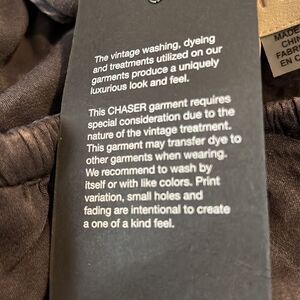 The vintage washing, dyeing
and treatments utilized on our
garments produce a uniquely
luxurious look and feel.
This CHASER garment requires
special consideration due to the
nature of the vintage treatment.
This garment may transfer dye to
other garments when wearing.
We recommend to wash by
itself or with like colors. Print
variation, small holes and
fading are intentional to create
a one of a kind feel.
MADE
CHI
FABR
EN C